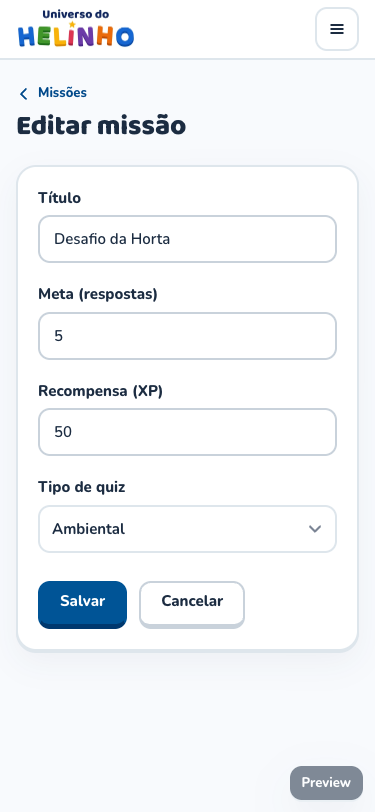 Universo do
HELINHO
Missões
Editar missão
Título
Desafio da Horta
Meta (respostas)
5
Recompensa (XP)
50
Tipo de quiz
Ambiental
Salvar
Cancelar
Preview